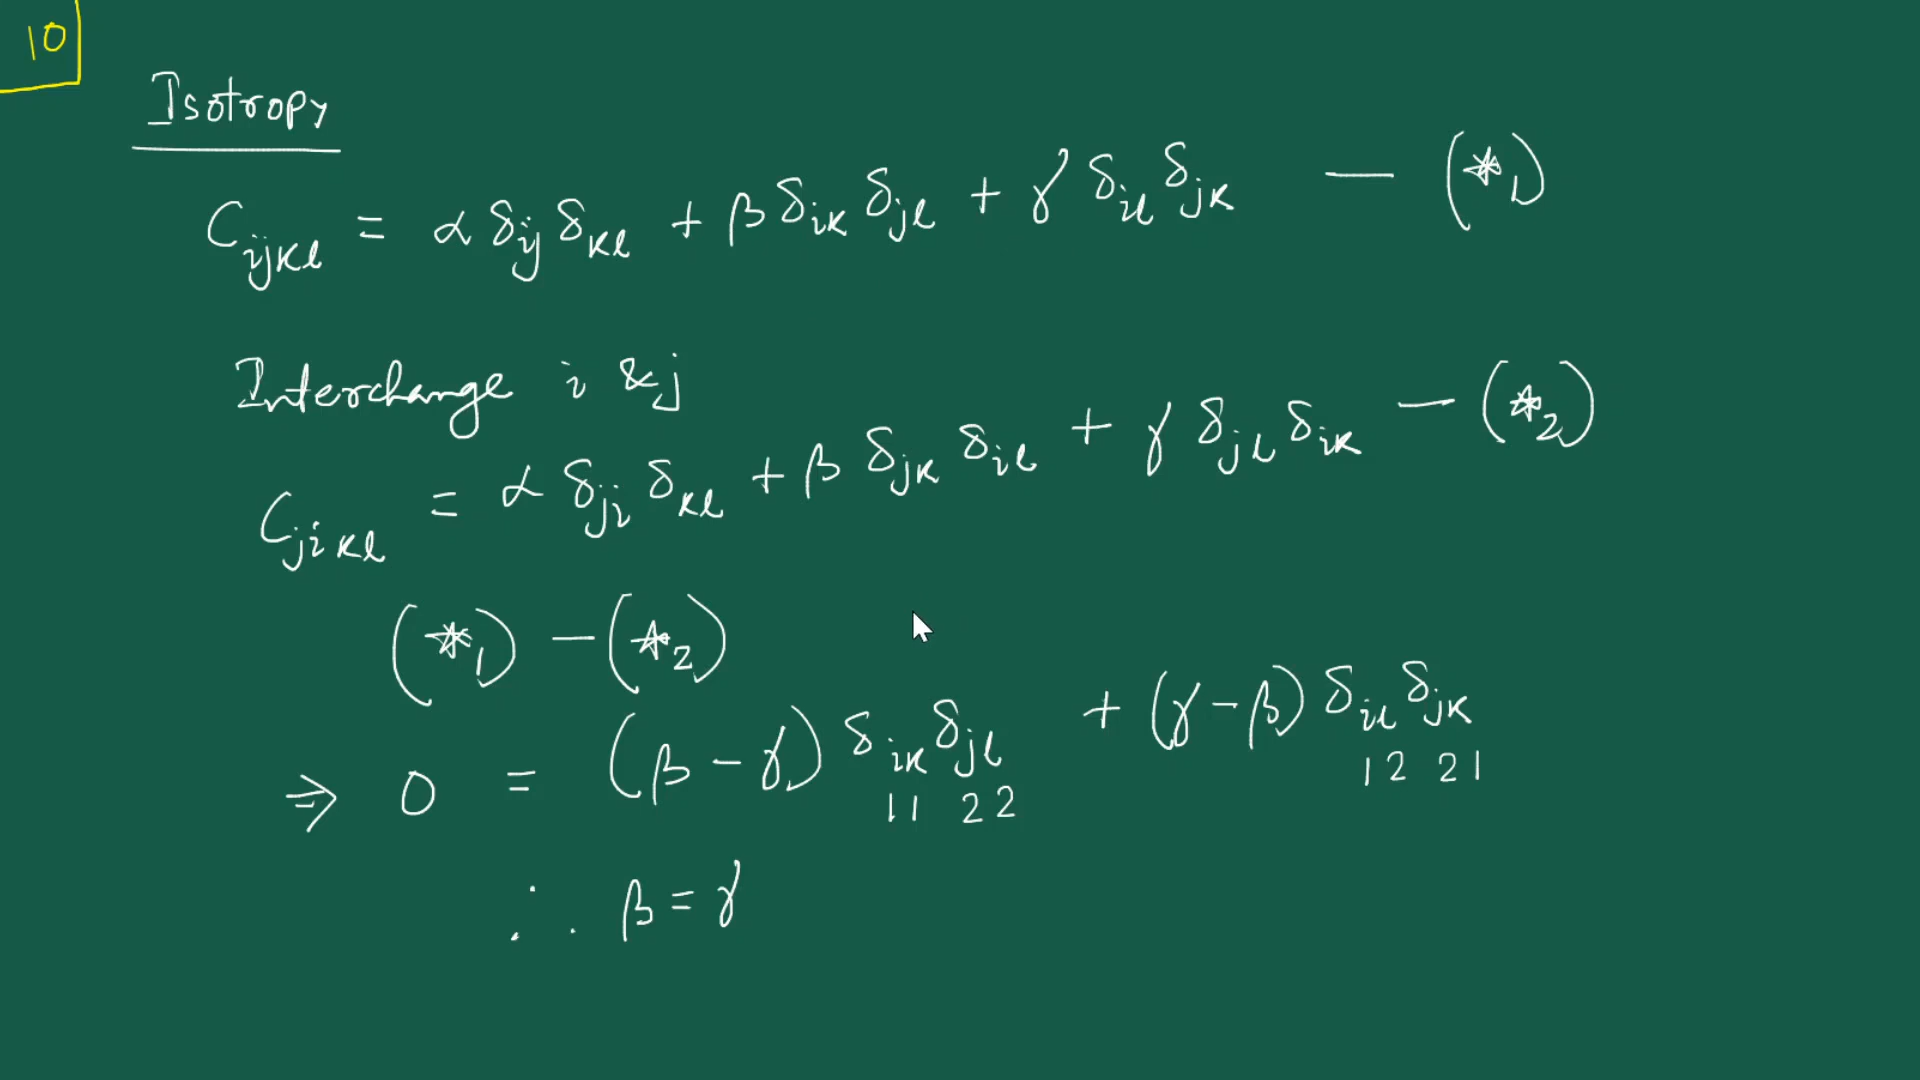 10
Isotropy
C_ijkl = α δ_ij δ_kl + β δ_ik δ_jl + γ δ_il δ_jk — (*₁)
Interchange i & j
C_jikl = α δ_ji δ_kl + β δ_jk δ_il + γ δ_jl δ_ik — (*₂)
(*₁) - (*₂)
⇒ 0 = (β - γ) δ_ik δ_jl + (γ - β) δ_il δ_jk
11 22 12 21
∴ β = γ